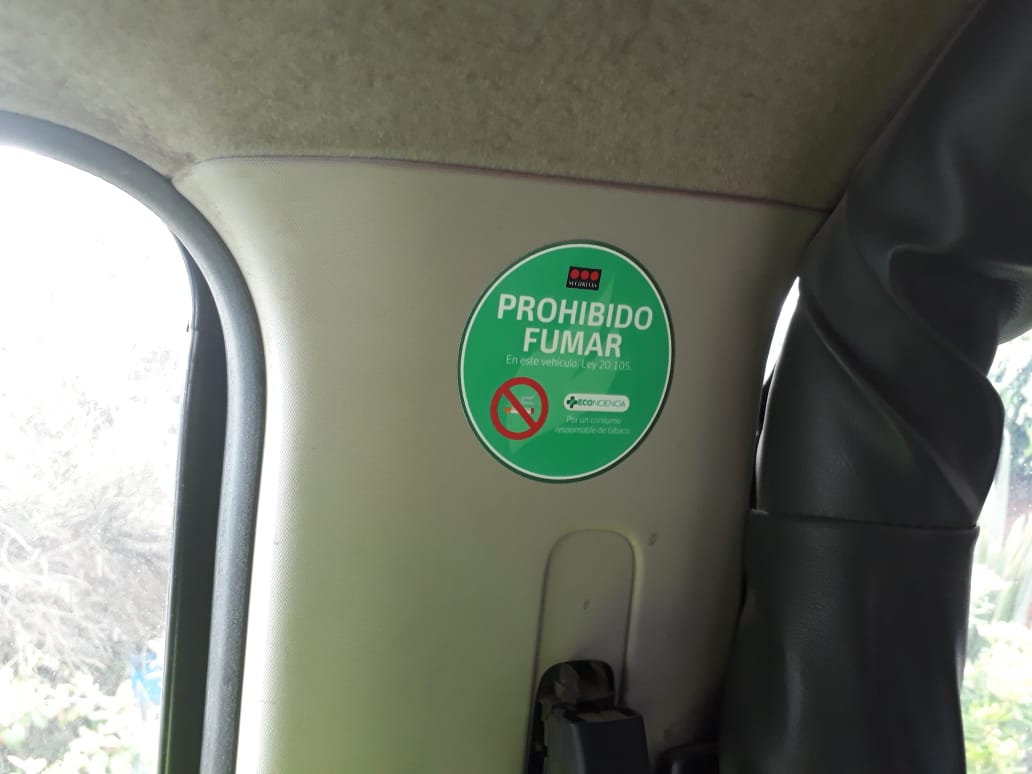 SECURITAS
PROHIBIDO
FUMAR
En este vehículo. Ley 20.105.
ECONCIENCIA
Por un consumo
responsable de tabaco